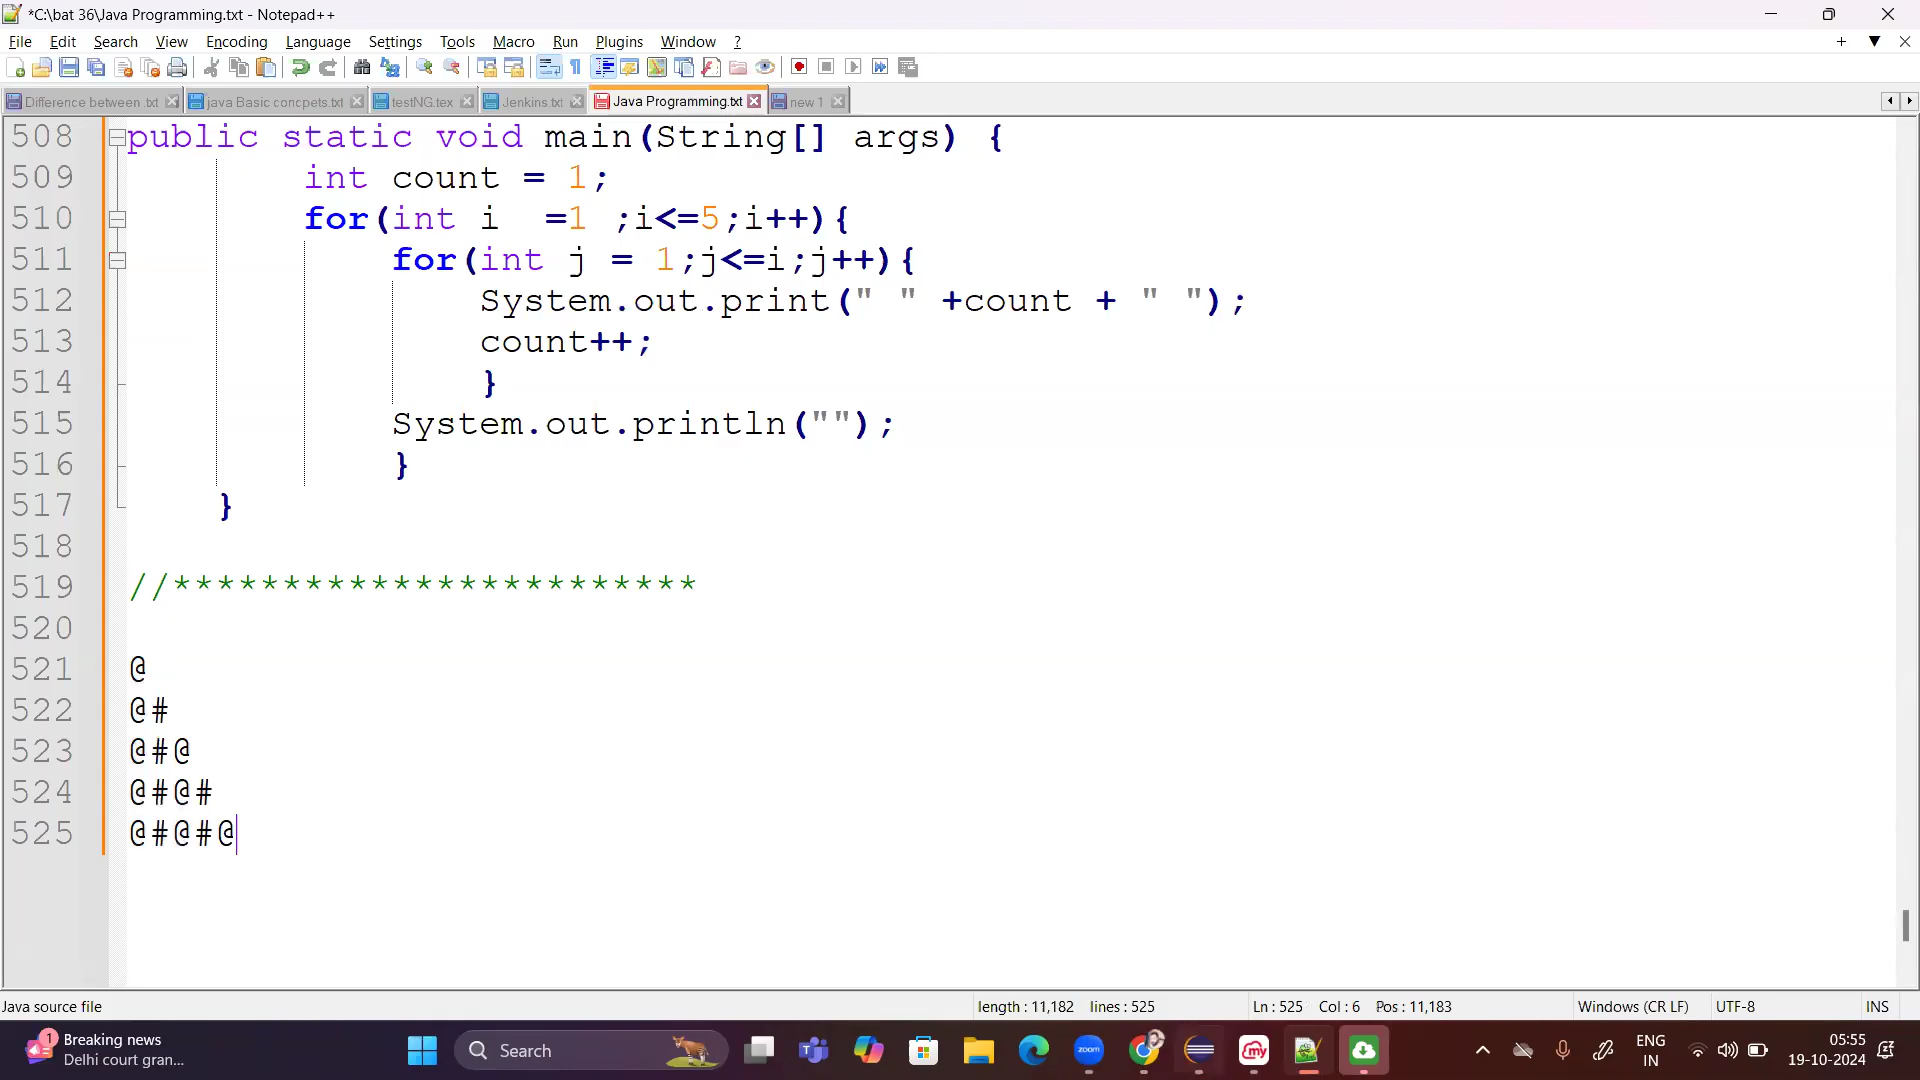 *C:\bat 36\Java Programming.txt - Notepad++
File Edit Search View Encoding Language Settings Tools Macro Run Plugins Window ?
Difference between .txt java Basic concpets.txt testNG.tex Jenkins.txt Java Programming.txt new 1
508 public static void main(String[] args) {
509 int count = 1;
510 for(int i  =1 ;i<=5;i++){
511 for(int j = 1;j<=i;j++){
512 System.out.print(" " +count + " ");
513 count++;
514 }
515 System.out.println("");
516 }
517 }
518
519 //************************
520
521 @
522 @#
523 @#@
524 @#@#
525 @#@#@
Java source file length : 11,182 lines : 525 Ln : 525 Col : 6 Pos : 11,183 Windows (CR LF) UTF-8 INS
1 Breaking news
Delhi court gran...
Search
zoom
my
ENG
IN
05:55
19-10-2024